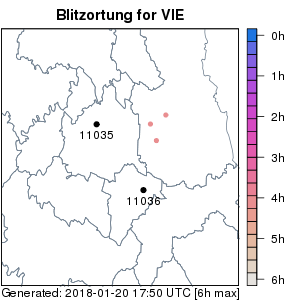 Blitzortung for VIE
0h
1h
11035
2h
3h
11036
4h
5h
6h
Generated: 2018-01-20 17:50 UTC [6h max]